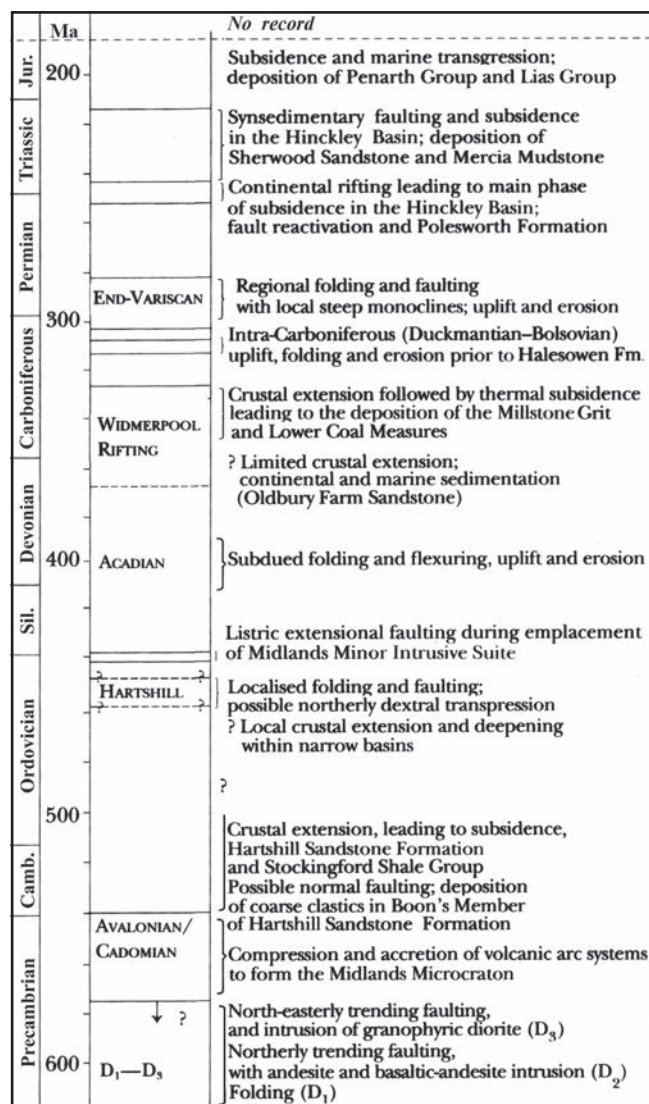 Ma
No record
Jur.
200
Subsidence and marine transgression;
deposition of Penarth Group and Lias Group
Triassic
Synsedimentary faulting and subsidence
in the Hinckley Basin; deposition of
Sherwood Sandstone and Mercia Mudstone
Continental rifting leading to main phase
of subsidence in the Hinckley Basin;
fault reactivation and Polesworth Formation
Permian
END-VARISCAN
Regional folding and faulting
with local steep monoclines; uplift and erosion
300
Carboniferous
Intra-Carboniferous (Duckmantian–Bolsovian)
uplift, folding and erosion prior to Halesowen Fm.
WIDMERPOOL
RIFTING
Crustal extension followed by thermal subsidence
leading to the deposition of the Millstone Grit
and Lower Coal Measures
? Limited crustal extension;
continental and marine sedimentation
(Oldbury Farm Sandstone)
Devonian
400
ACADIAN
Subdued folding and flexuring, uplift and erosion
Sil.
Listric extensional faulting during emplacement
of Midlands Minor Intrusive Suite
Ordovician
? ?
HARTSHILL
? ?
Localised folding and faulting;
possible northerly dextral transpression
? Local crustal extension and deepening
within narrow basins
?
500
Camb.
Crustal extension, leading to subsidence,
Hartshill Sandstone Formation
and Stockingford Shale Group
Possible normal faulting; deposition
of coarse clastics in Boon's Member
of Hartshill Sandstone Formation
Precambrian
AVALONIAN/
CADOMIAN
Compression and accretion of volcanic arc systems
to form the Midlands Microcraton
?
North-easterly trending faulting,
and intrusion of granophyric diorite (D3)
600
D1—D3
Northerly trending faulting,
with andesite and basaltic-andesite intrusion (D2)
Folding (D1)